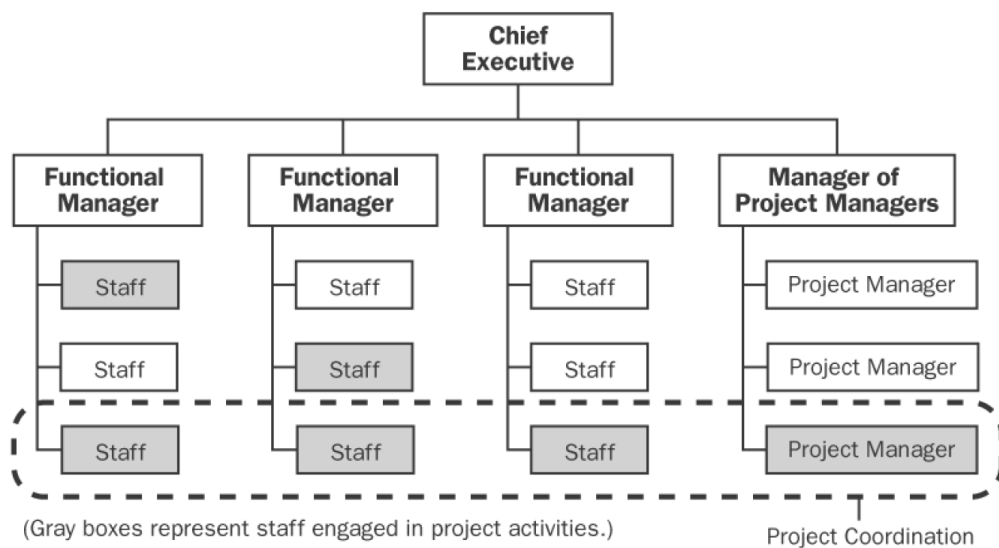 Chief
Executive
Functional
Manager
Functional
Manager
Functional
Manager
Manager of
Project Managers
Staff
Staff
Staff
Project Manager
Staff
Staff
Staff
Project Manager
Staff
Staff
Staff
Project Manager
(Gray boxes represent staff engaged in project activities.)
Project Coordination